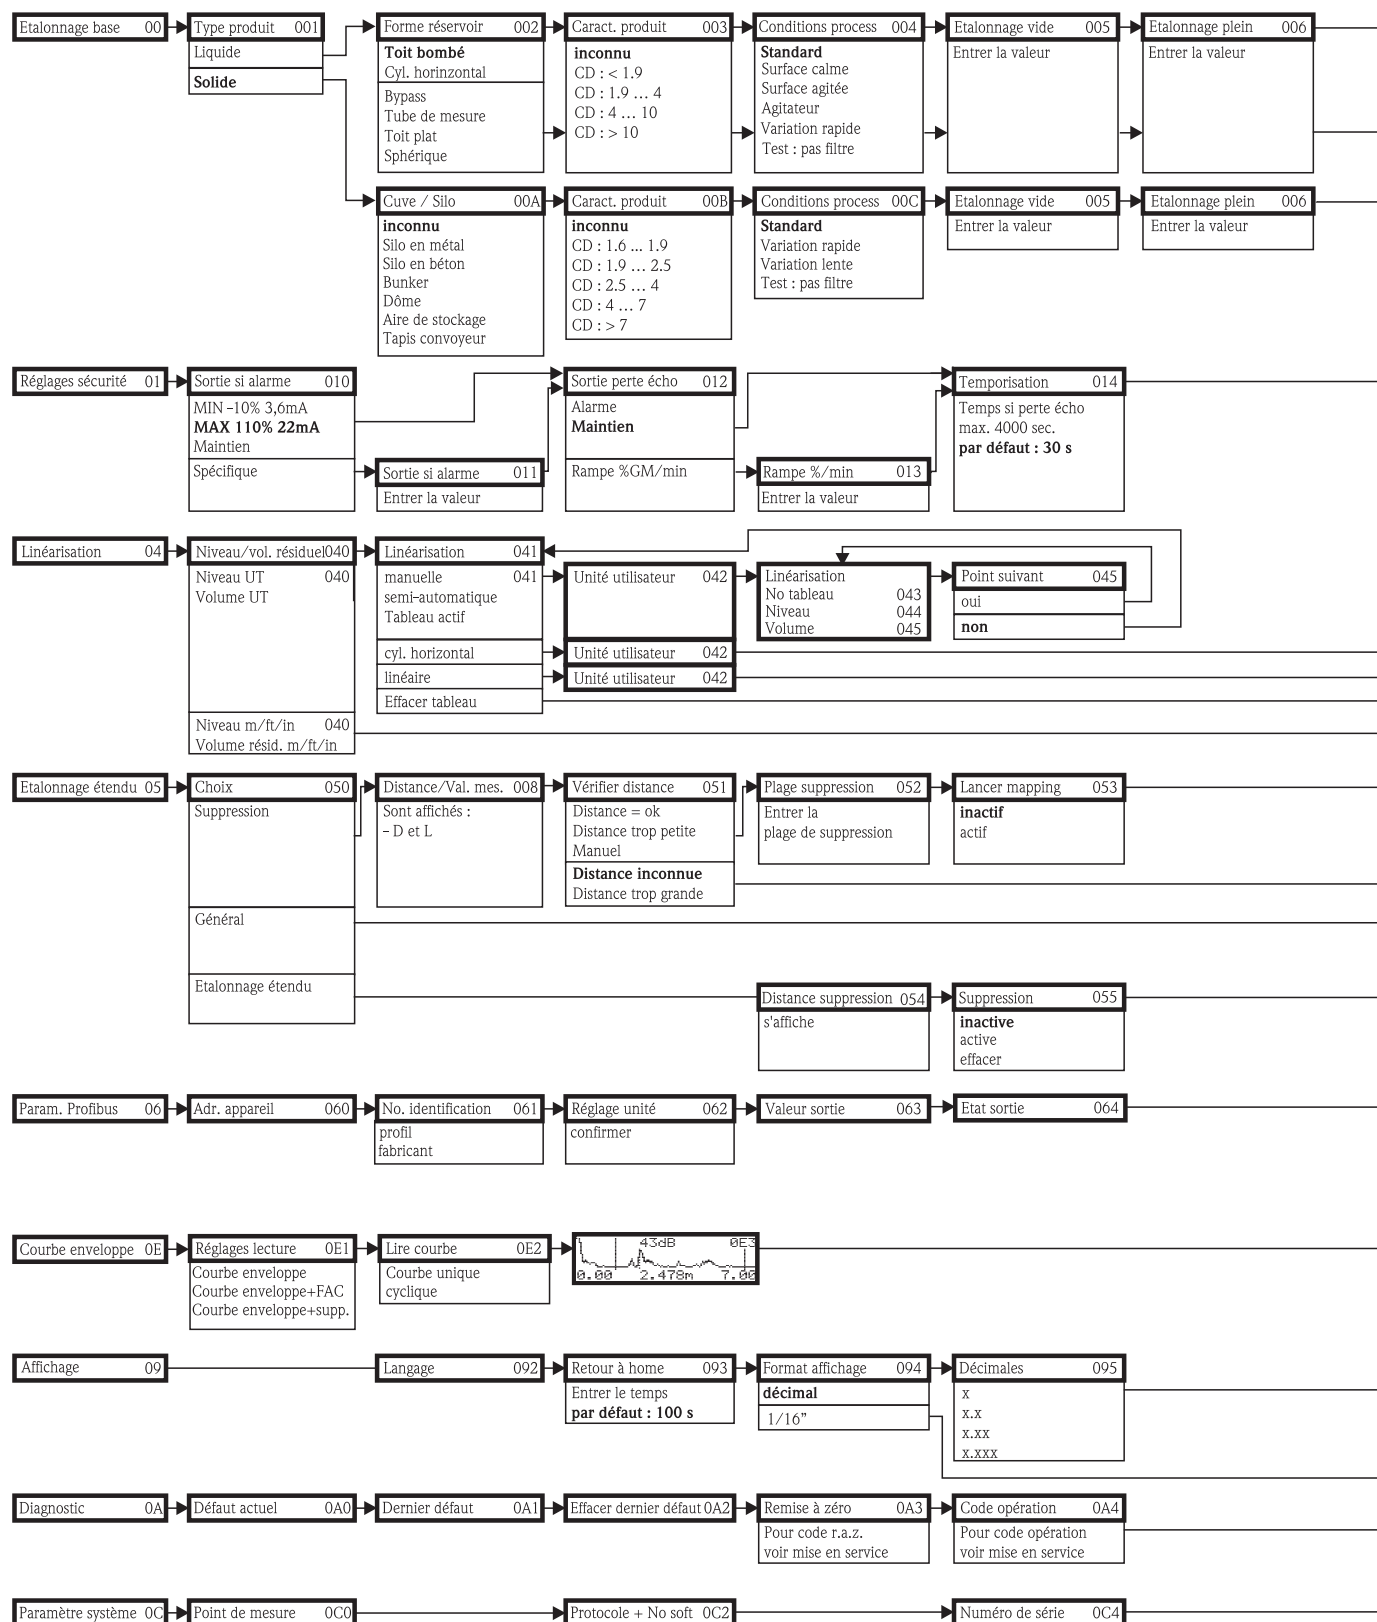 Etalonnage base 00
Type produit 001
Liquide
Solide
Forme réservoir 002
Toit bombé
Cyl. horinzontal
Bypass
Tube de mesure
Toit plat
Sphérique
Caract. produit 003
inconnu
CD : < 1.9
CD : 1.9 ... 4
CD : 4 ... 10
CD : > 10
Conditions process 004
Standard
Surface calme
Surface agitée
Agitateur
Variation rapide
Test : pas filtre
Etalonnage vide 005
Entrer la valeur
Etalonnage plein 006
Entrer la valeur
Cuve / Silo 00A
inconnu
Silo en métal
Silo en béton
Bunker
Dôme
Aire de stockage
Tapis convoyeur
Caract. produit 00B
inconnu
CD : 1.6 ... 1.9
CD : 1.9 ... 2.5
CD : 2.5 ... 4
CD : 4 ... 7
CD : > 7
Conditions process 00C
Standard
Variation rapide
Variation lente
Test : pas filtre
Etalonnage vide 005
Entrer la valeur
Etalonnage plein 006
Entrer la valeur
Réglages sécurité 01
Sortie si alarme 010
MIN -10% 3,6mA
MAX 110% 22mA
Maintien
Spécifique
Sortie si alarme 011
Entrer la valeur
Sortie perte écho 012
Alarme
Maintien
Rampe %GM/min
Rampe %/min 013
Entrer la valeur
Temporisation 014
Temps si perte écho
max. 4000 sec.
par défaut : 30 s
Linéarisation 04
Niveau/vol. résiduel040
Niveau UT 040
Volume UT
Niveau m/ft/in 040
Volume résid. m/ft/in
Linéarisation 041
manuelle 041
semi-automatique
Tableau actif
cyl. horizontal
linéaire
Effacer tableau
Unité utilisateur 042
Unité utilisateur 042
Unité utilisateur 042
Linéarisation
No tableau 043
Niveau 044
Volume 045
Point suivant 045
oui
non
Etalonnage étendu 05
Choix 050
Suppression
Général
Etalonnage étendu
Distance/Val. mes. 008
Sont affichés :
- D et L
Vérifier distance 051
Distance = ok
Distance trop petite
Manuel
Distance inconnue
Distance trop grande
Plage suppression 052
Entrer la
plage de suppression
Lancer mapping 053
inactif
actif
Distance suppression 054
s'affiche
Suppression 055
inactive
active
effacer
Param. Profibus 06
Adr. appareil 060
No. identification 061
profil
fabricant
Réglage unité 062
confirmer
Valeur sortie 063
Etat sortie 064
Courbe enveloppe 0E
Réglages lecture 0E1
Courbe enveloppe
Courbe enveloppe+FAC
Courbe enveloppe+supp.
Lire courbe 0E2
Courbe unique
cyclique
43dB 0E3
0.00 2.478m 7.00
Affichage 09
Langage 092
Retour à home 093
Entrer le temps
par défaut : 100 s
Format affichage 094
décimal
1/16”
Décimales 095
x
x.x
x.xx
x.xxx
Diagnostic 0A
Défaut actuel 0A0
Dernier défaut 0A1
Effacer dernier défaut 0A2
Remise à zéro 0A3
Pour code r.a.z.
voir mise en service
Code opération 0A4
Pour code opération
voir mise en service
Paramètre système 0C
Point de mesure 0C0
Protocole + No soft 0C2
Numéro de série 0C4